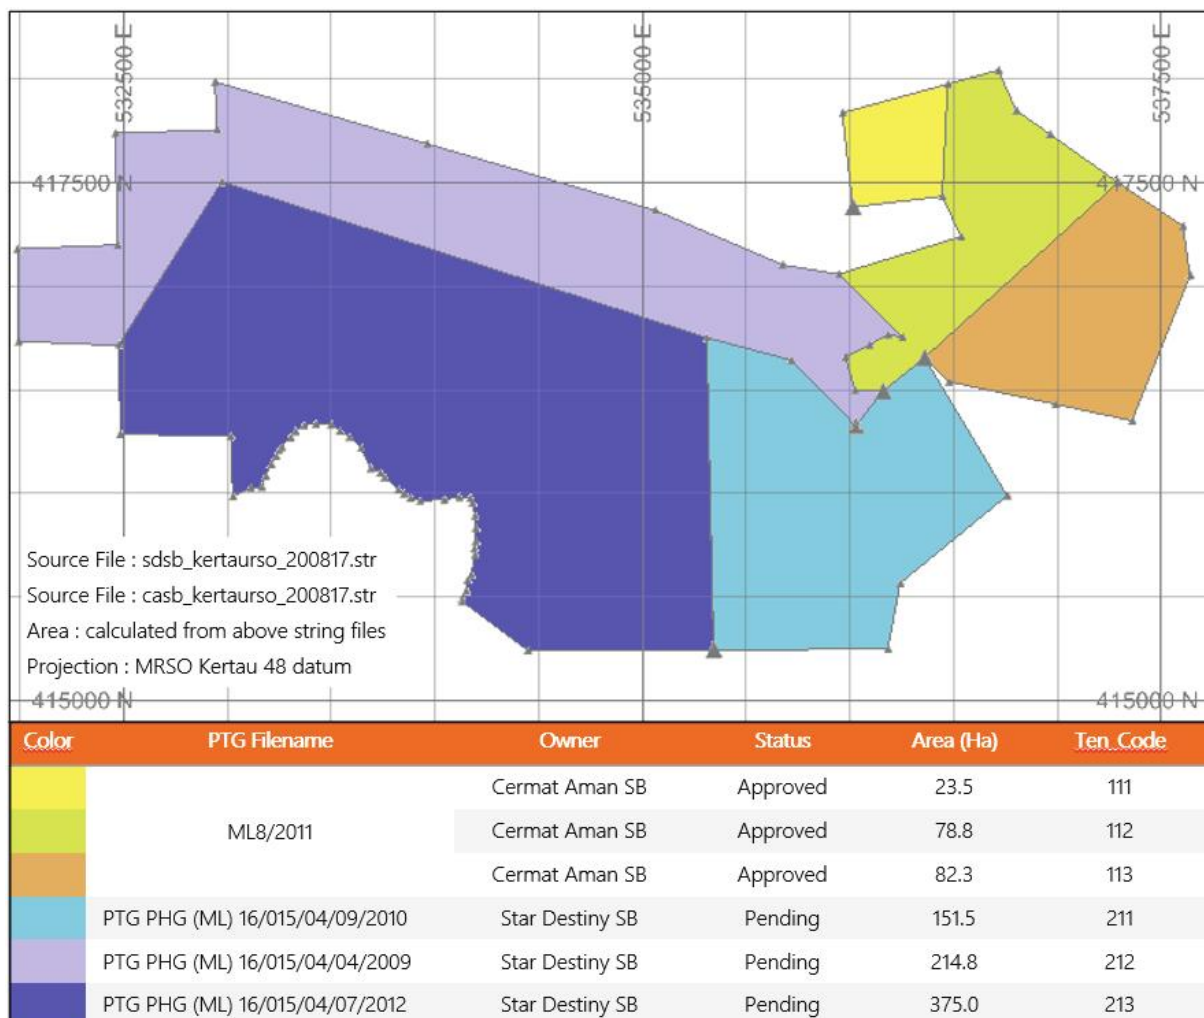 532500 E
535000 E
537500 E
417500 N
417500 N
Source File : sdsb_kertaurso_200817.str
Source File : casb_kertaurso_200817.str
Area : calculated from above string files
Projection : MRSO Kertau 48 datum
415000 N
415000 N
Color PTG Filename Owner Status Area (Ha) Ten_Code
Cermat Aman SB Approved 23.5 111
ML8/2011 Cermat Aman SB Approved 78.8 112
Cermat Aman SB Approved 82.3 113
PTG PHG (ML) 16/015/04/09/2010 Star Destiny SB Pending 151.5 211
PTG PHG (ML) 16/015/04/04/2009 Star Destiny SB Pending 214.8 212
PTG PHG (ML) 16/015/04/07/2012 Star Destiny SB Pending 375.0 213